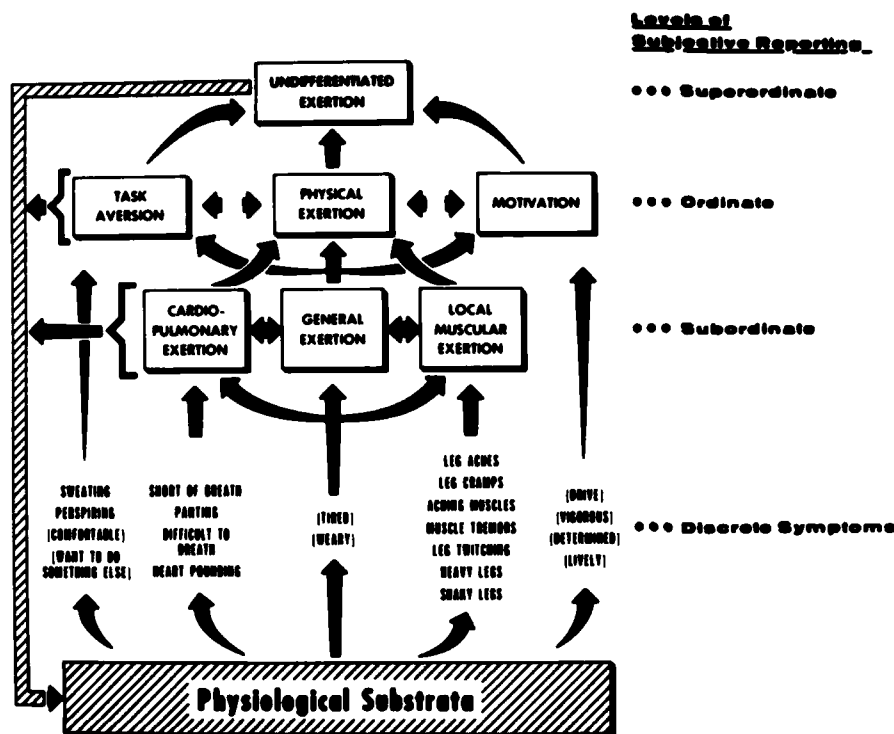 Levels of
Subjective Reporting
UNDIFFERENTIATED
EXERTION
••• Superordinate
TASK
AVERSION
PHYSICAL
EXERTION
MOTIVATION
••• Ordinate
CARDIO-
PULMONARY
EXERTION
GENERAL
EXERTION
LOCAL
MUSCULAR
EXERTION
••• Subordinate
SWEATING
PERSPIRING
(COMFORTABLE)
(WANT TO DO
SOMETHING ELSE)
SHORT OF BREATH
PANTING
DIFFICULT TO
BREATH
HEART POUNDING
(TIRED)
(WEARY)
LEG ACHES
LEG CRAMPS
ACHING MUSCLES
MUSCLE TREMORS
LEG TWITCHING
HEAVY LEGS
SHAKY LEGS
(DRIVE)
(VIGOROUS)
(DETERMINED)
(LIVELY)
••• Discrete Symptoms
Physiological Substrata